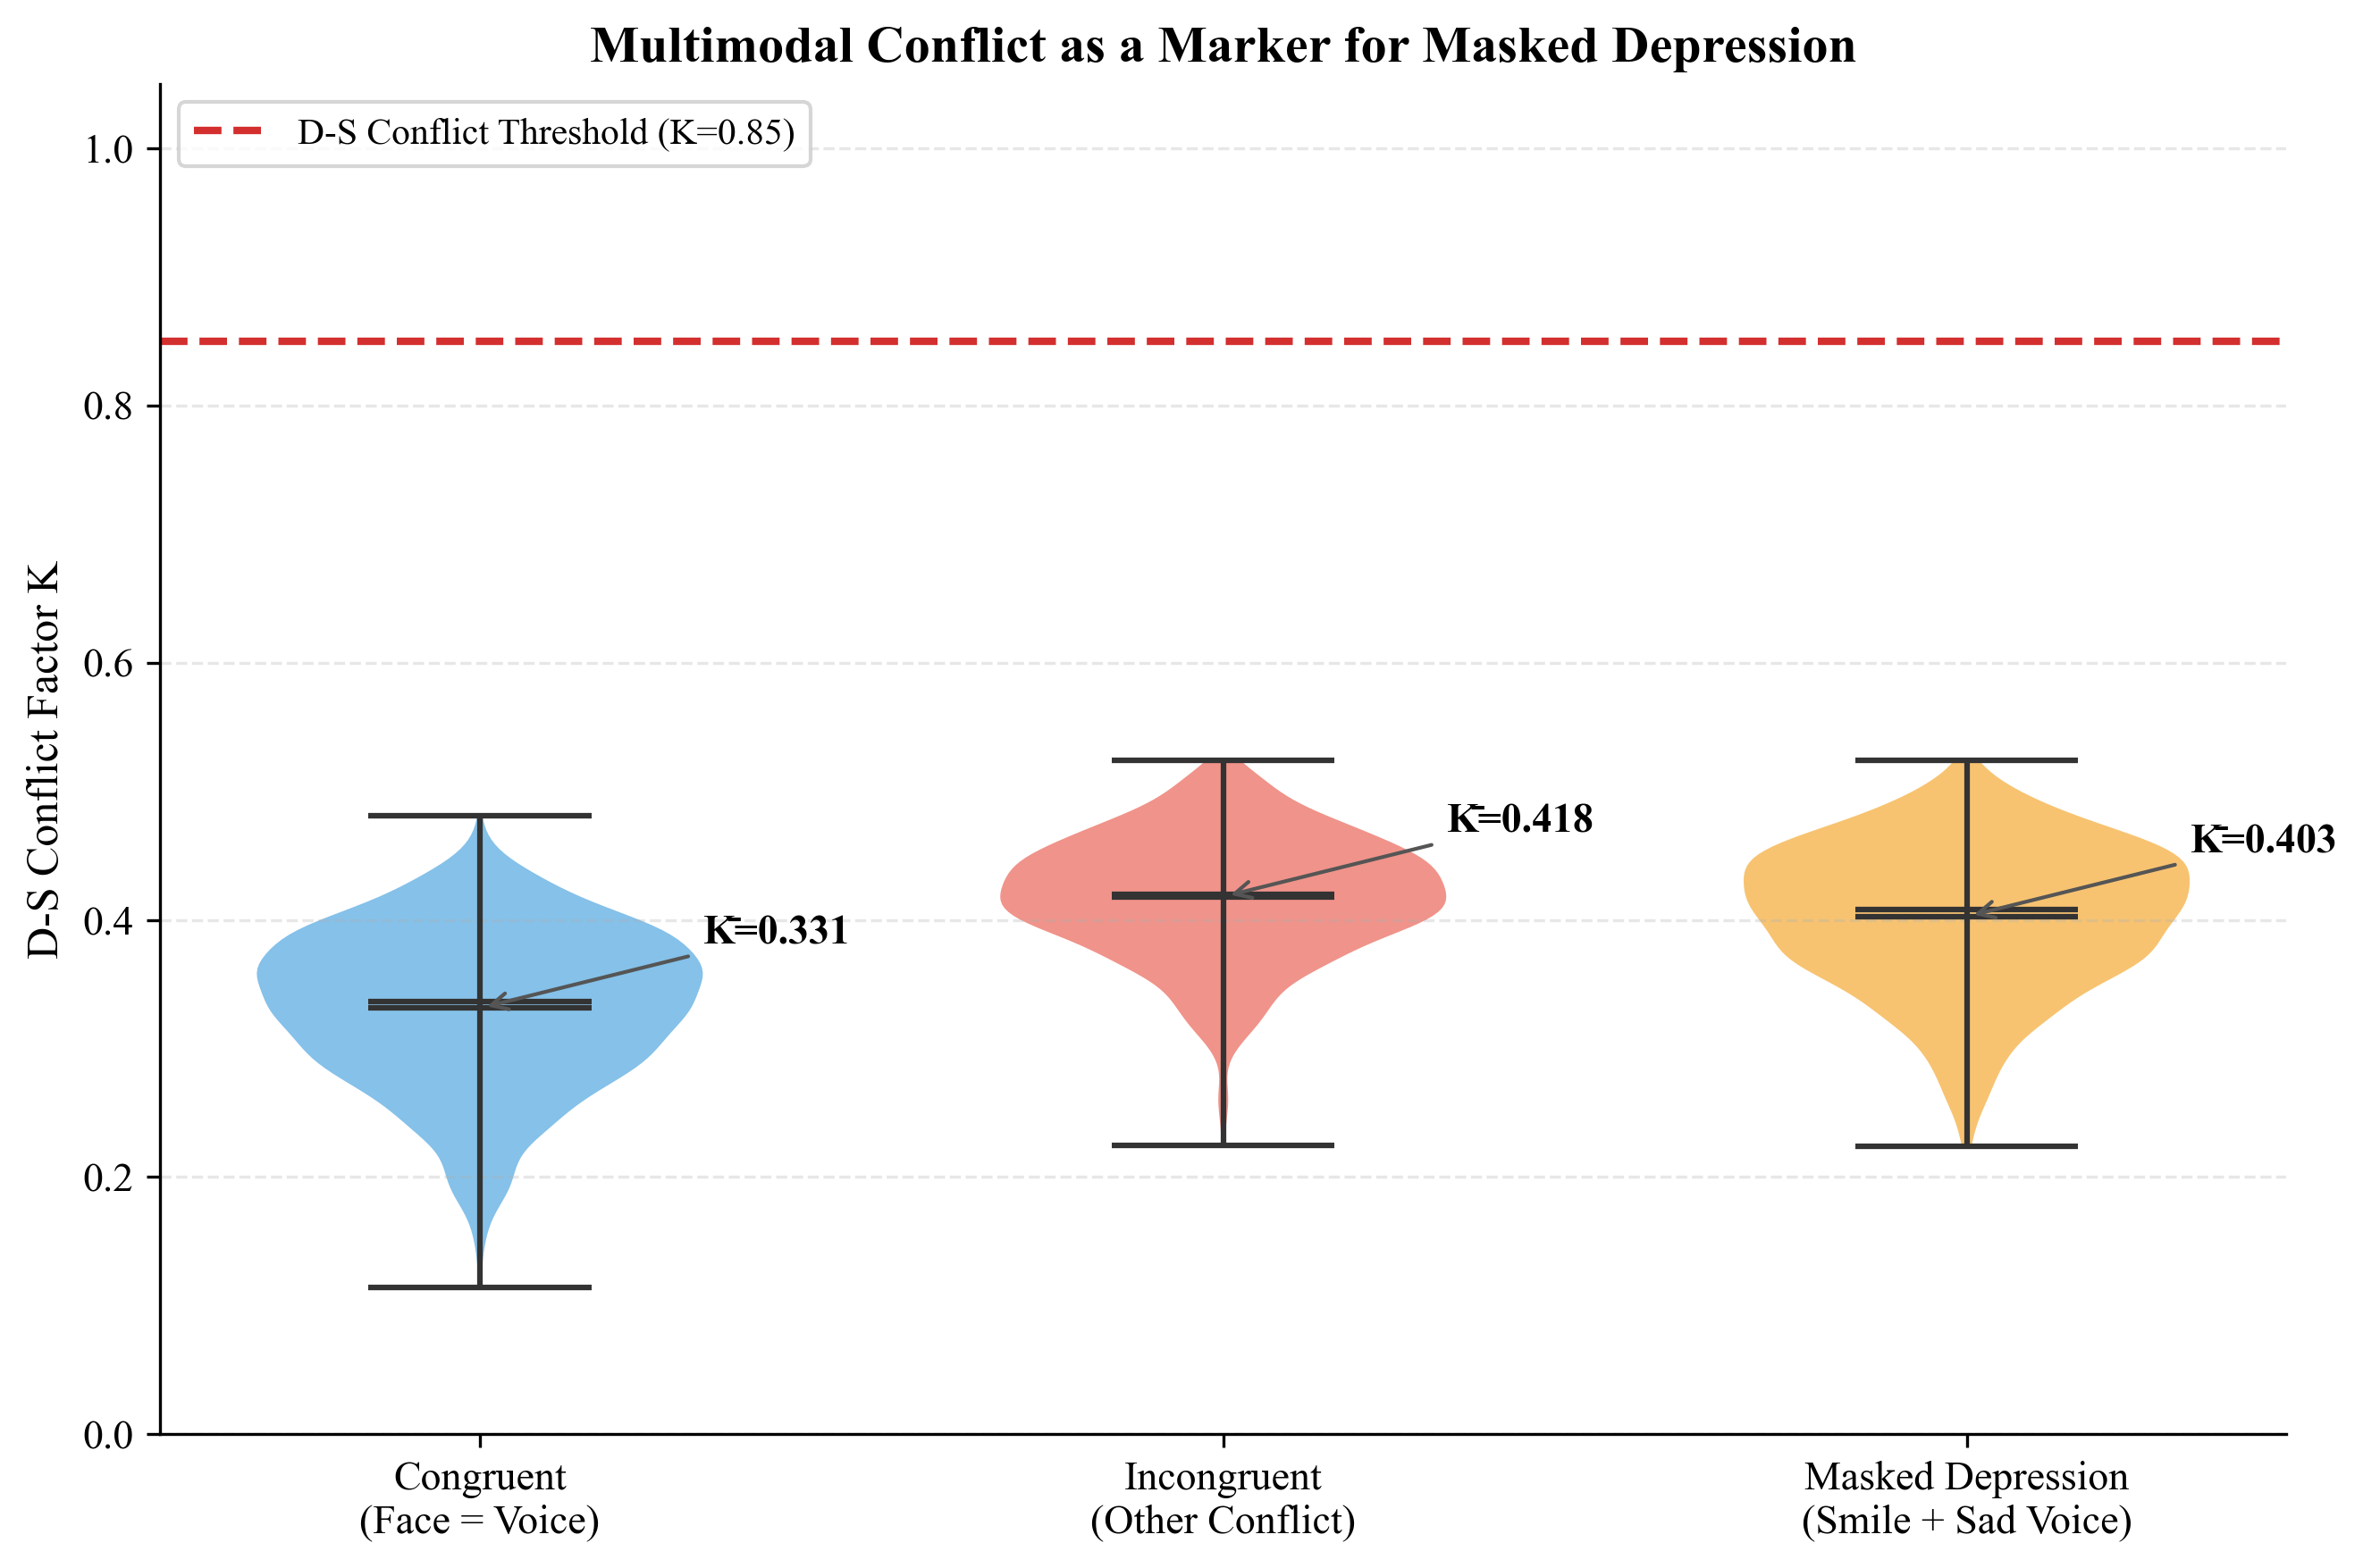 Multimodal Conflict as a Marker for Masked Depression
D-S Conflict Threshold (K=0.85)
D-S Conflict Factor K
1.0
0.8
0.6
0.4
0.2
0.0
K̄=0.331
K̄=0.418
K̄=0.403
Congruent
(Face = Voice)
Incongruent
(Other Conflict)
Masked Depression
(Smile + Sad Voice)